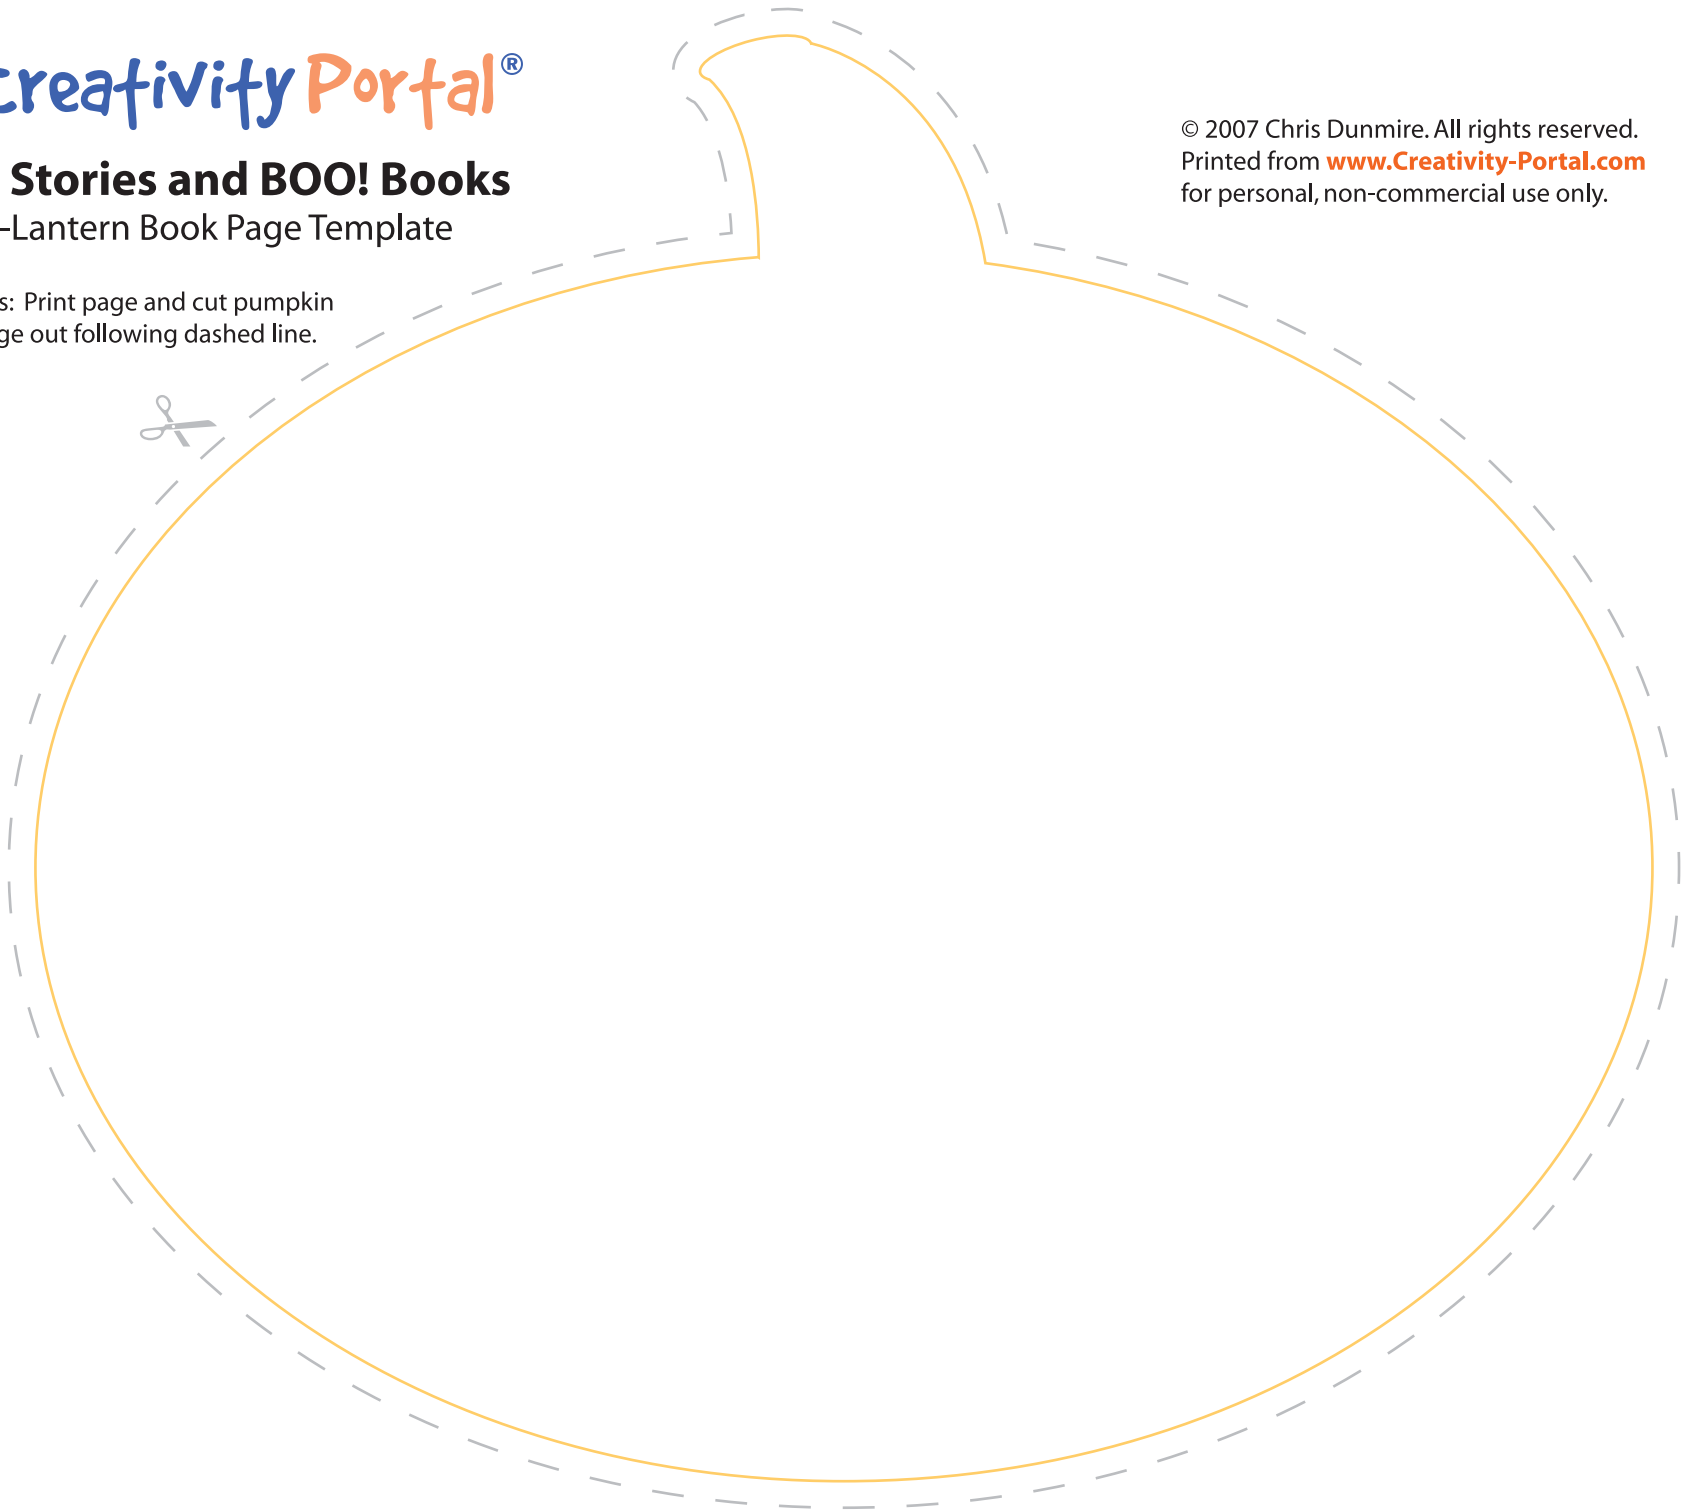 Creativity Portal®
Stories and BOO! Books
-Lantern Book Page Template
s: Print page and cut pumpkin
ge out following dashed line.
© 2007 Chris Dunmire. All rights reserved.
Printed from www.Creativity-Portal.com
for personal, non-commercial use only.